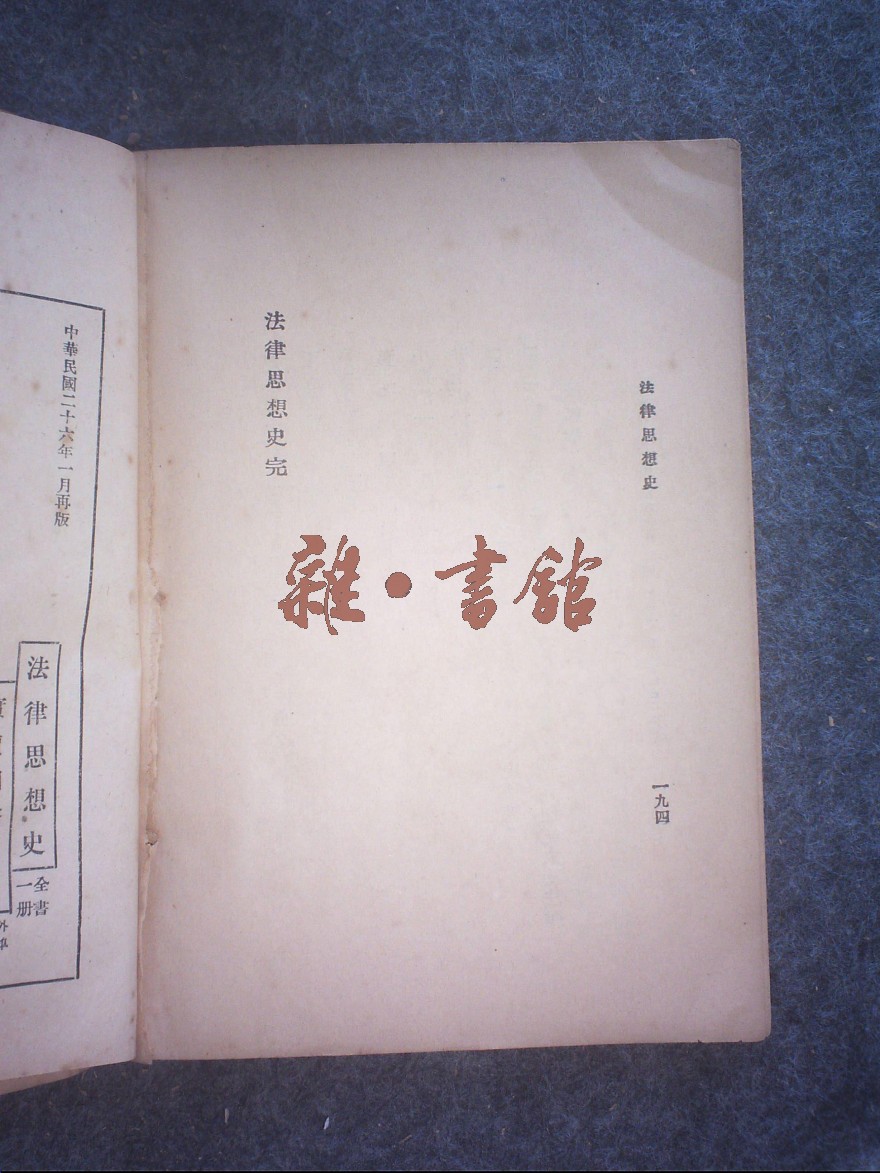 法律思想史
一九四
法律思想史完
雜·書館
中華民國二十六年一月再版
法律思想史
全書
一册